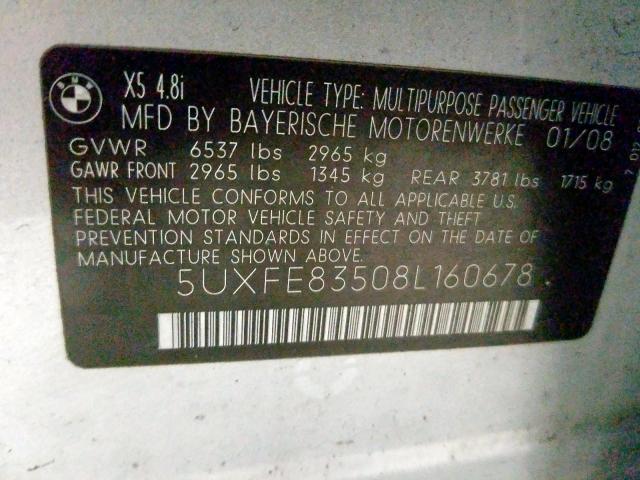 BMW
X5 4.8i VEHICLE TYPE: MULTIPURPOSE PASSENGER VEHICLE
MFD BY BAYERISCHE MOTORENWERKE 01/08
GVWR 6537 lbs 2965 kg
GAWR FRONT 2965 lbs 1345 kg REAR 3781 lbs 1715 kg
THIS VEHICLE CONFORMS TO ALL APPLICABLE U.S.
FEDERAL MOTOR VEHICLE SAFETY AND THEFT
PREVENTION STANDARDS IN EFFECT ON THE DATE OF
MANUFACTURE SHOWN ABOVE.
5UXFE83508L160678